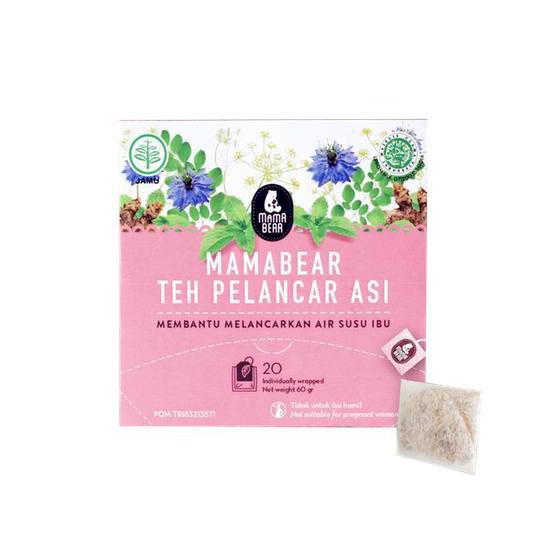 JAMU
MAMA
BEAR
MAMABEAR
TEH PELANCAR ASI
MEMBANTU MELANCARKAN AIR SUSU IBU
20
Individually wrapped
Net weight 60 gr
POM TR183213571
Tidak untuk ibu hamil
Not suitable for pregnant women